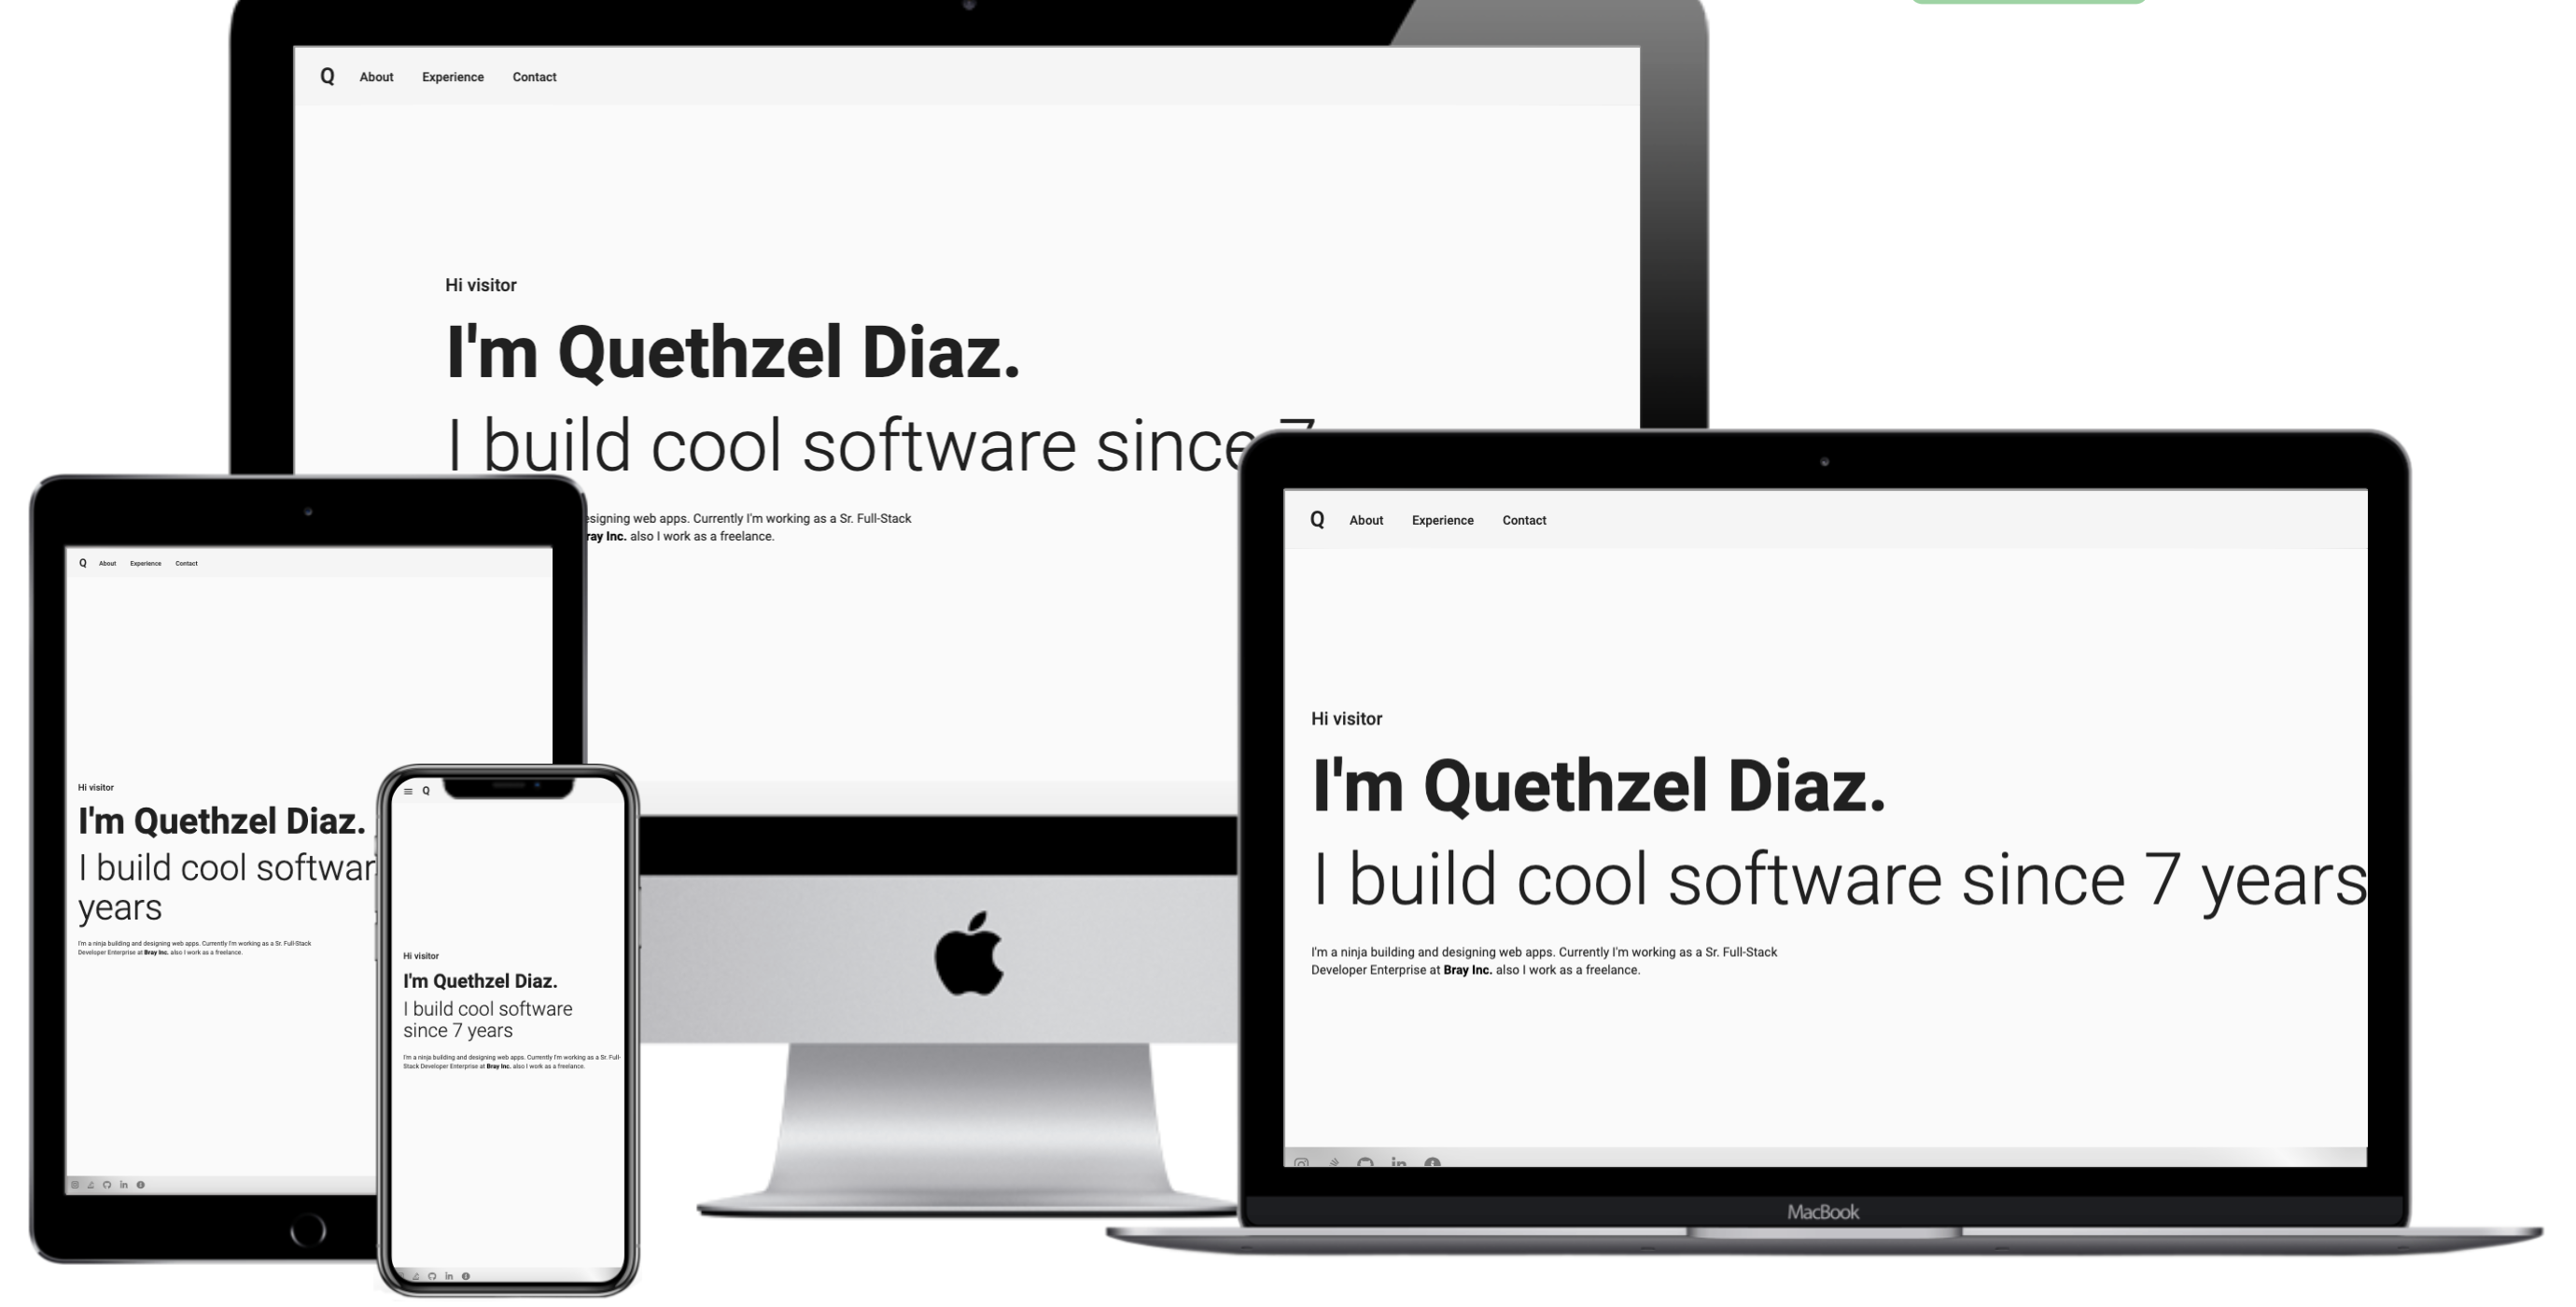 Q About Experience Contact
Hi visitor
I'm Quethzel Diaz.
I build cool software since 7
esigning web apps. Currently I'm working as a Sr. Full-Stack
ray Inc. also I work as a freelance.
Q About Experience Contact
Hi visitor
I'm Quethzel Diaz.
I build cool softwar
years
I'm a ninja building and designing web apps. Currently I'm working as a Sr. Full-Stack
Developer Enterprise at Bray Inc. also I work as a freelance.
in
Q
Hi visitor
I'm Quethzel Diaz.
I build cool software
since 7 years
I'm a ninja building and designing web apps. Currently I'm working as a Sr. Full-
Stack Developer Enterprise at Bray Inc. also I work as a freelance.
in
Q About Experience Contact
Hi visitor
I'm Quethzel Diaz.
I build cool software since 7 years
I'm a ninja building and designing web apps. Currently I'm working as a Sr. Full-Stack
Developer Enterprise at Bray Inc. also I work as a freelance.
in
MacBook